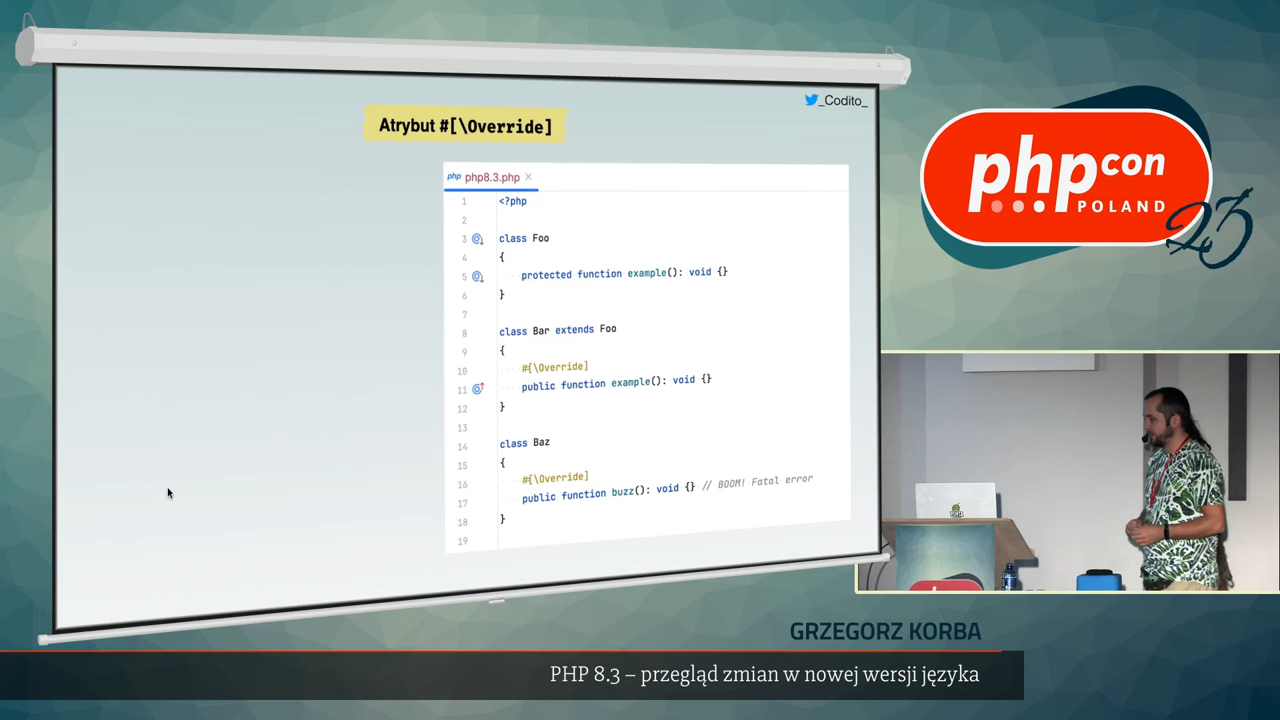 _Codito_
Atrybut #[\Override]
php php8.3.php ×
1 <?php
2
3 class Foo
4 {
5 protected function example(): void {}
6 }
7
8 class Bar extends Foo
9 {
10 #[\Override]
11 public function example(): void {}
12 }
13
14 class Baz
15 {
16 #[\Override]
17 public function buzz(): void {} // BOOM! Fatal error
18 }
19
phpcon
POLAND
23
GRZEGORZ KORBA
PHP 8.3 – przegląd zmian w nowej wersji języka